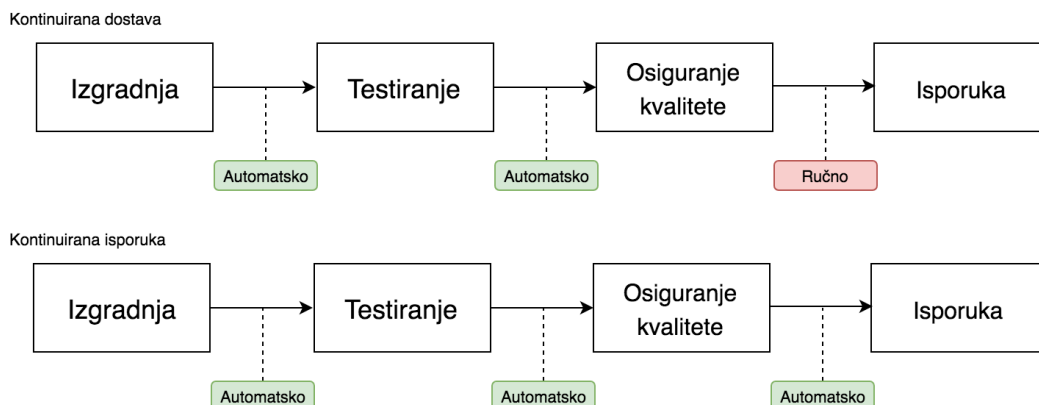 Kontinuirana dostava
Izgradnja
Testiranje
Osiguranje
kvalitete
Isporuka
Automatsko
Automatsko
Ručno
Kontinuirana isporuka
Izgradnja
Testiranje
Osiguranje
kvalitete
Isporuka
Automatsko
Automatsko
Automatsko